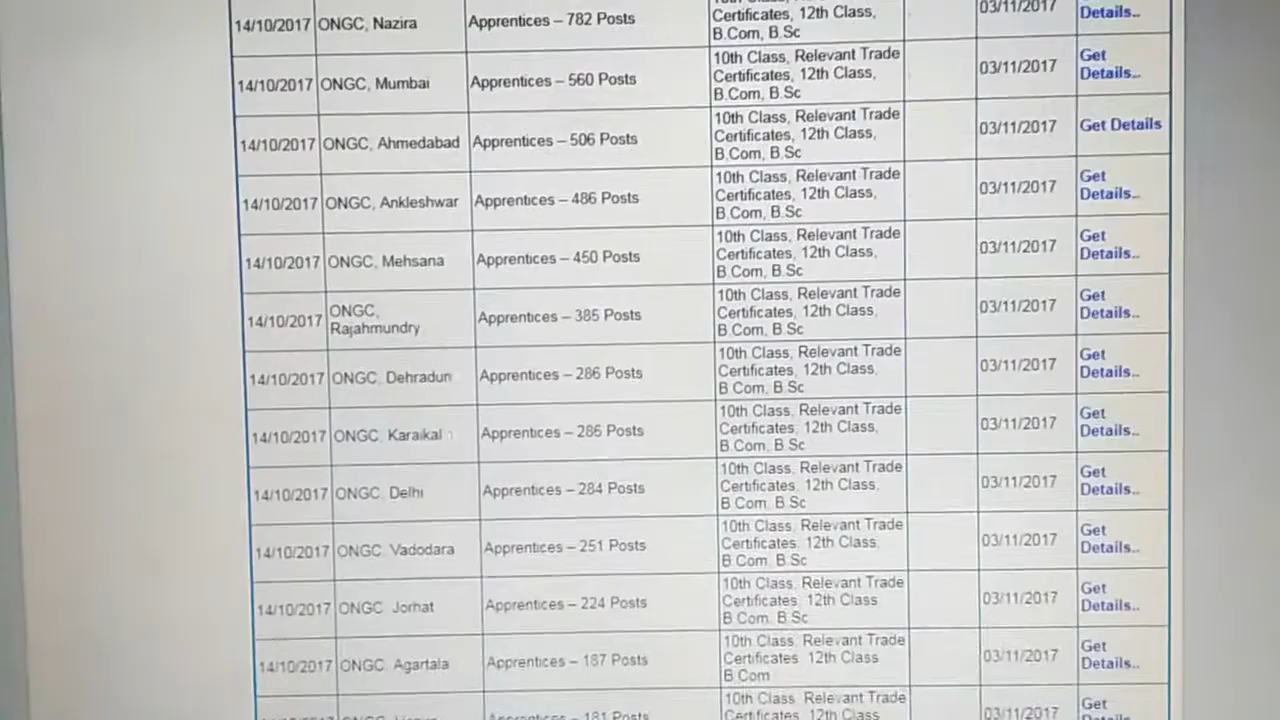 14/10/2017 ONGC, Nazira Apprentices – 782 Posts Certificates, 12th Class, 03/11/2017 Details..
B.Com, B.Sc
14/10/2017 ONGC, Mumbai Apprentices – 560 Posts 10th Class, Relevant Trade 03/11/2017 Get
Certificates, 12th Class, Details..
B.Com, B.Sc
14/10/2017 ONGC, Ahmedabad Apprentices – 506 Posts 10th Class, Relevant Trade 03/11/2017 Get Details
Certificates, 12th Class,
B.Com, B.Sc
14/10/2017 ONGC, Ankleshwar Apprentices – 486 Posts 10th Class, Relevant Trade 03/11/2017 Get
Certificates, 12th Class, Details..
B.Com, B.Sc
14/10/2017 ONGC, Mehsana Apprentices – 450 Posts 10th Class, Relevant Trade 03/11/2017 Get
Certificates, 12th Class, Details..
B.Com, B.Sc
14/10/2017 ONGC, Apprentices – 385 Posts 10th Class, Relevant Trade 03/11/2017 Get
Rajahmundry Certificates, 12th Class, Details..
B.Com, B.Sc
14/10/2017 ONGC, Dehradun Apprentices – 286 Posts 10th Class, Relevant Trade 03/11/2017 Get
Certificates, 12th Class, Details..
B.Com, B.Sc
14/10/2017 ONGC, Karaikal Apprentices – 286 Posts 10th Class, Relevant Trade 03/11/2017 Get
Certificates, 12th Class, Details..
B.Com, B.Sc
14/10/2017 ONGC, Delhi Apprentices – 284 Posts 10th Class, Relevant Trade 03/11/2017 Get
Certificates, 12th Class, Details..
B.Com, B.Sc
14/10/2017 ONGC, Vadodara Apprentices – 251 Posts 10th Class, Relevant Trade 03/11/2017 Get
Certificates, 12th Class, Details..
B.Com, B.Sc
14/10/2017 ONGC, Jorhat Apprentices – 224 Posts 10th Class, Relevant Trade 03/11/2017 Get
Certificates, 12th Class, Details..
B.Com, B.Sc
14/10/2017 ONGC, Agartala Apprentices – 187 Posts 10th Class, Relevant Trade 03/11/2017 Get
Certificates, 12th Class, Details..
B.Com
Apprentices – 181 Posts 10th Class, Relevant Trade 03/11/2017 Get
Certificates, 12th Class,